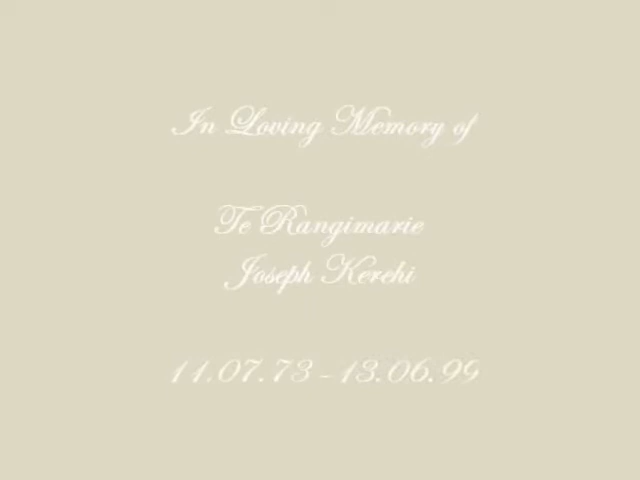 In Loving Memory of
Te Rangimarie
Joseph Kerehi
11.07.73 - 13.06.99